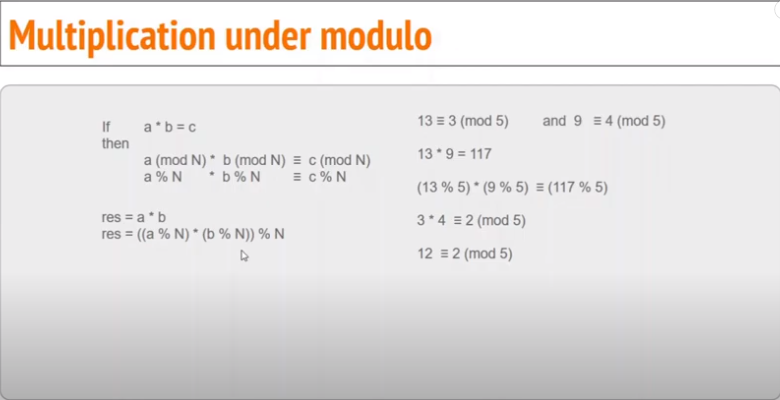 Multiplication under modulo
If a * b = c
then
a (mod N) * b (mod N) ≡ c (mod N)
a % N * b % N ≡ c % N
res = a * b
res = ((a % N) * (b % N)) % N
13 ≡ 3 (mod 5) and 9 ≡ 4 (mod 5)
13 * 9 = 117
(13 % 5) * (9 % 5) ≡ (117 % 5)
3 * 4 ≡ 2 (mod 5)
12 ≡ 2 (mod 5)